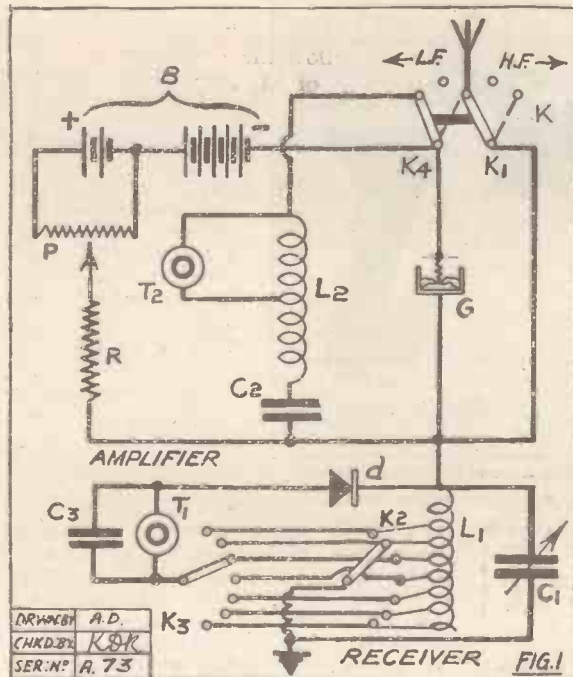 ← L.F.
H.F. →
B
+
-
K
K4
K1
P
T2
L2
G
R
C2
AMPLIFIER
d
C3
T1
K2
L1
C1
K3
DRWN BY A.D.
CHKD.BY KDR
SER: Nº A. 73
RECEIVER
FIG.1